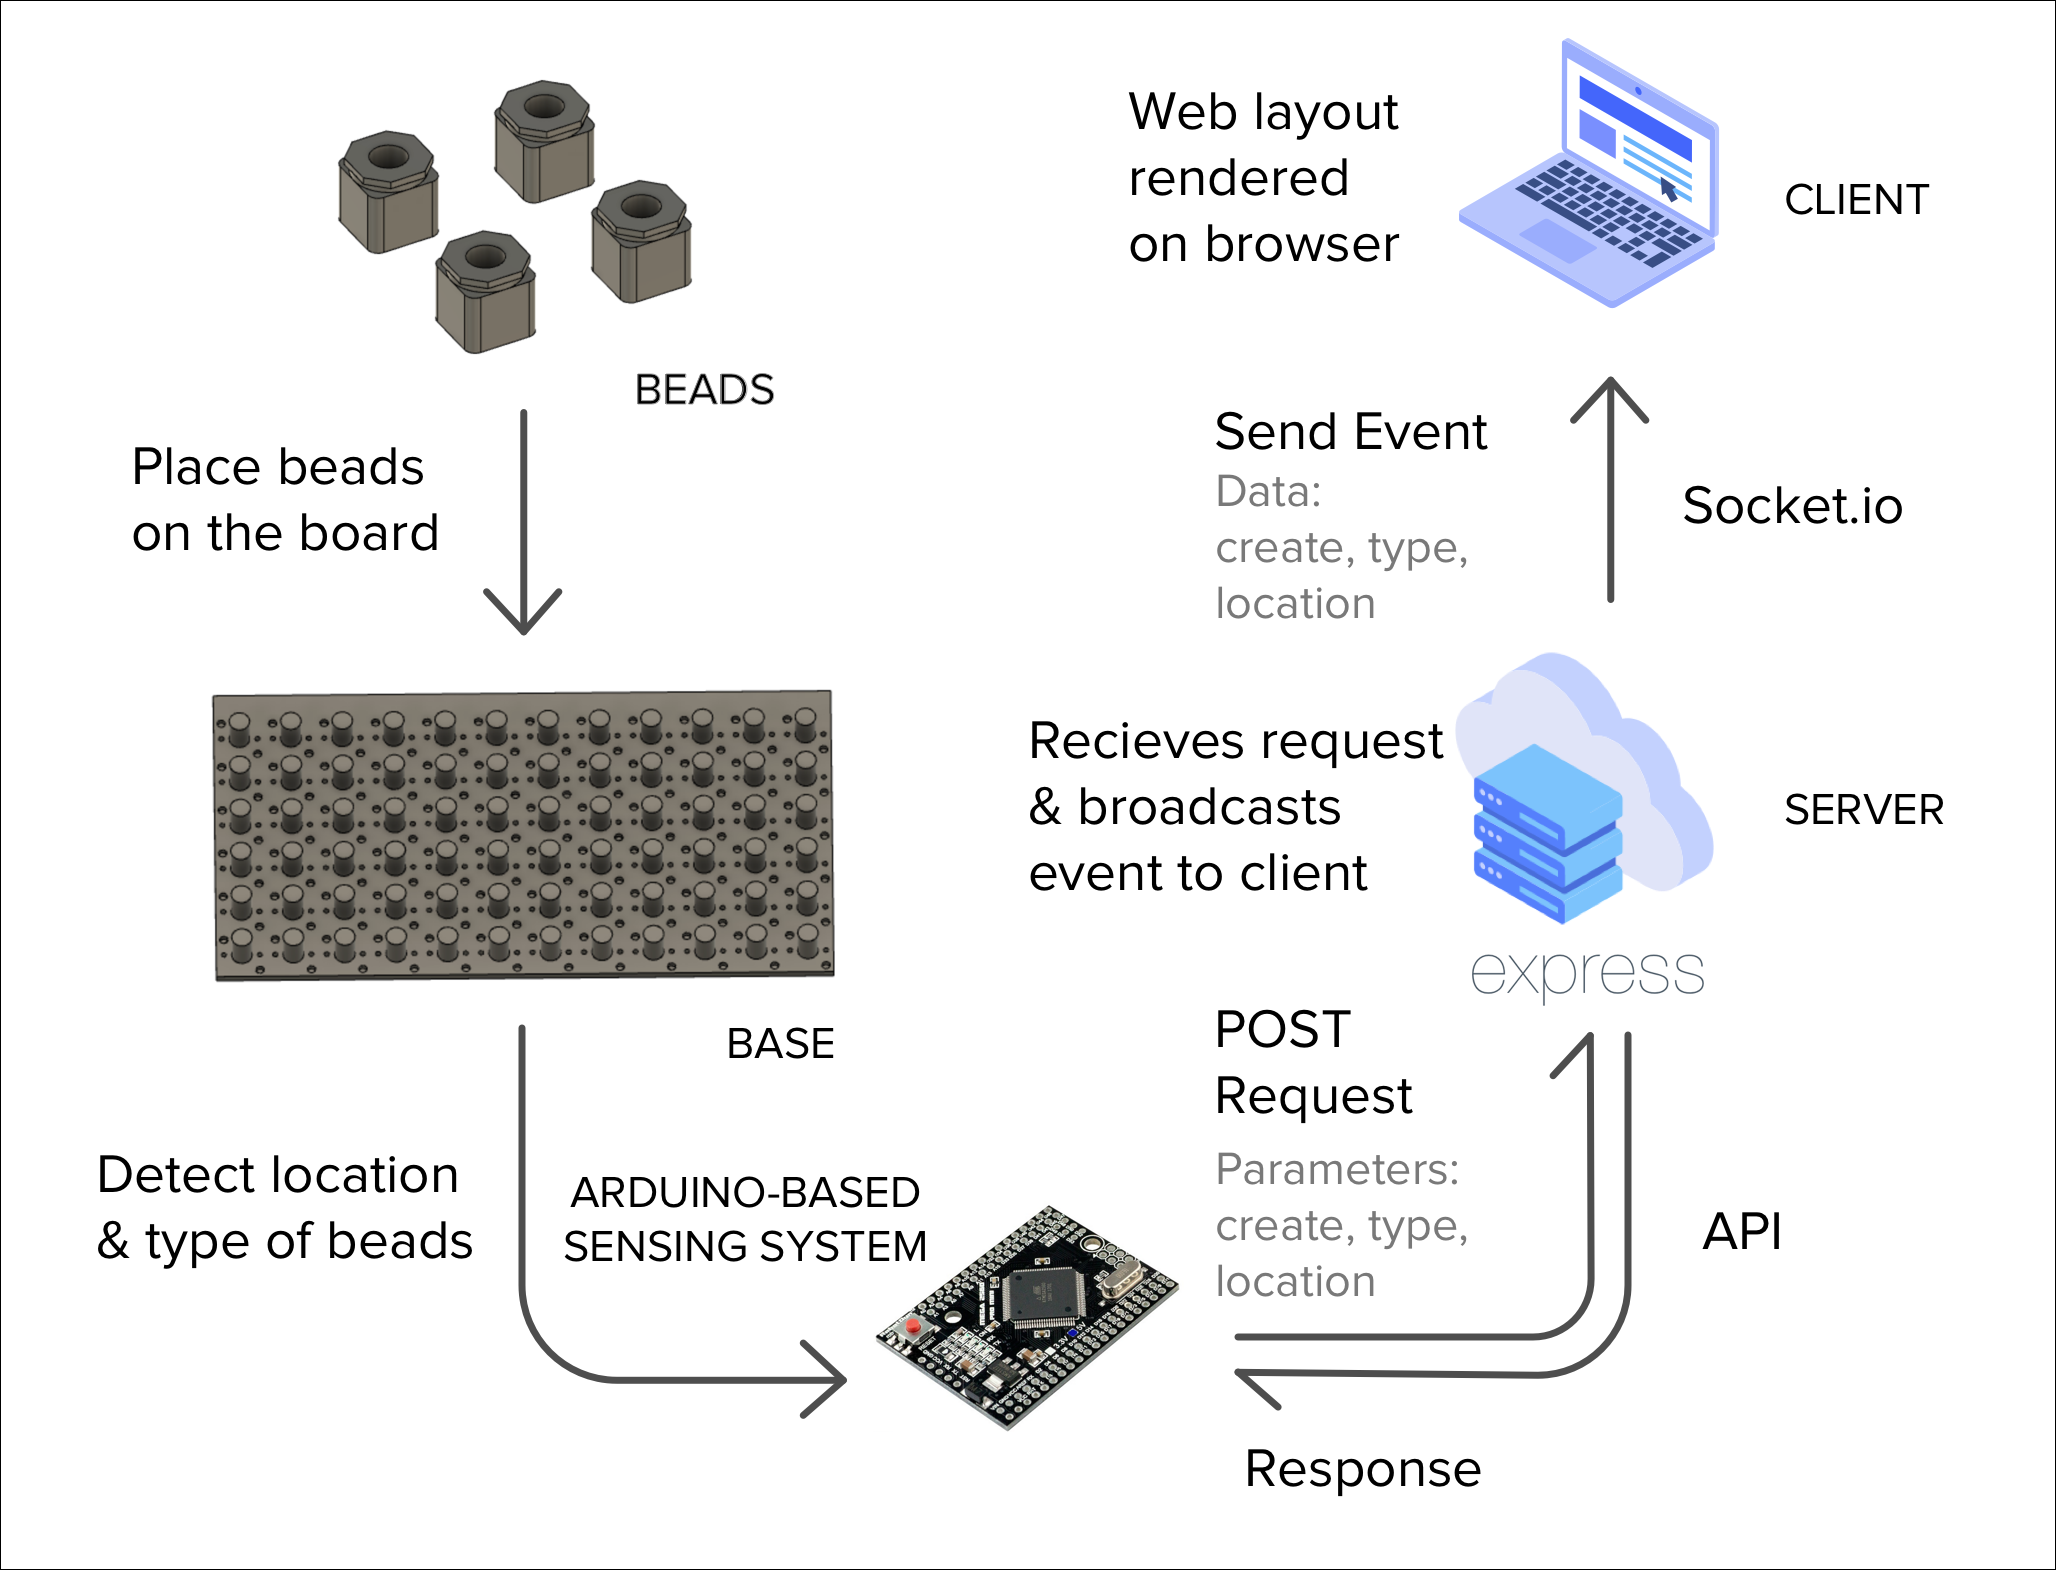 BEADS
Place beads
on the board
BASE
Detect location
& type of beads
ARDUINO-BASED
SENSING SYSTEM
Web layout
rendered
on browser
CLIENT
Send Event
Data:
create, type,
location
Socket.io
Recieves request
& broadcasts
event to client
SERVER
express
POST
Request
Parameters:
create, type,
location
API
Response